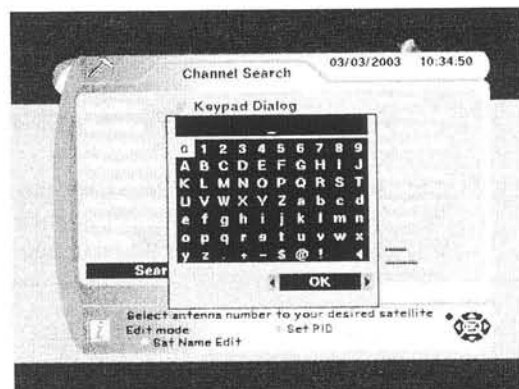 Channel Search 03/03/2003 10:34:50
Keypad Dialog
_
0 1 2 3 4 5 6 7 8 9
A B C D E F G H I J
K L M N O P Q R S T
U V W X Y Z a b c d
e f g h i j k l m n
o p q r s t u v w x
y z . + - $ @ !
Sear
OK
Select antenna number to your desired satellite
Edit mode Set PID
Sat Name Edit